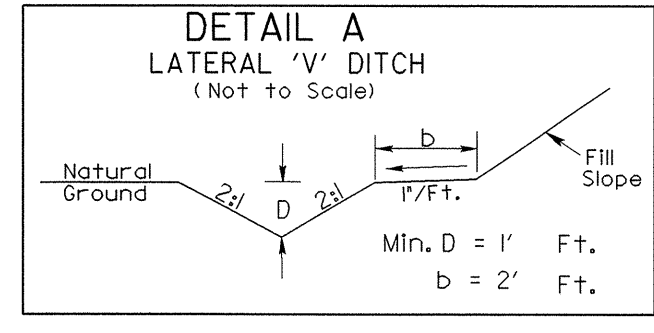 DETAIL A
LATERAL 'V' DITCH
(Not to Scale)
b
Natural
Ground
2:1
D
2:1
1"/Ft.
Fill
Slope
Min. D = 1' Ft.
b = 2' Ft.